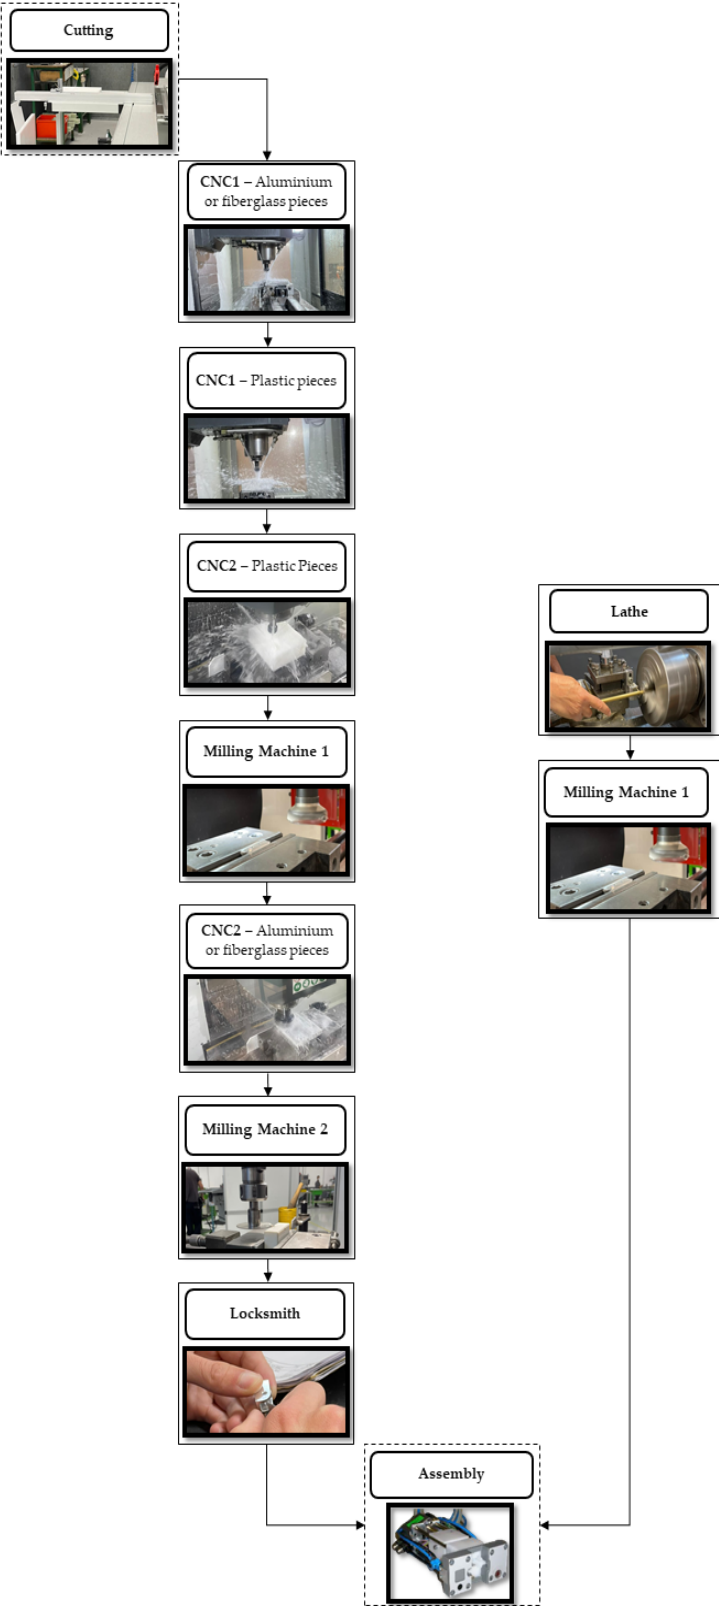 Cutting
CNC1 – Aluminium
or fiberglass pieces
CNC1 – Plastic pieces
CNC2 – Plastic Pieces
Milling Machine 1
CNC2 – Aluminium
or fiberglass pieces
Milling Machine 2
Locksmith
Lathe
Milling Machine 1
Assembly